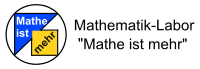 Mathe
ist
mehr
Mathematik-Labor
"Mathe ist mehr"